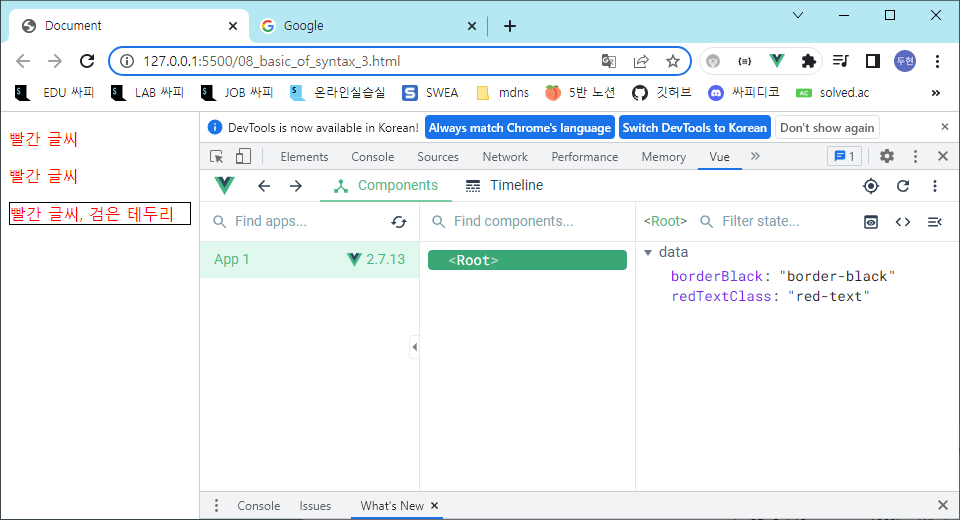 Document
Google
127.0.0.1:5500/08_basic_of_syntax_3.html
두현
EDU 싸피
LAB 싸피
JOB 싸피
온라인실습실
SWEA
mdns
5반 노션
깃허브
싸피디코
solved.ac
»
빨간 글씨
빨간 글씨
빨간 글씨, 검은 테두리
DevTools is now available in Korean!
Always match Chrome's language
Switch DevTools to Korean
Don't show again
Elements
Console
Sources
Network
Performance
Memory
Vue
»
1
Components
Timeline
Find apps...
Find components...
<Root>
Filter state...
App 1
2.7.13
<Root>
data
borderBlack: "border-black"
redTextClass: "red-text"
Console
Issues
What's New